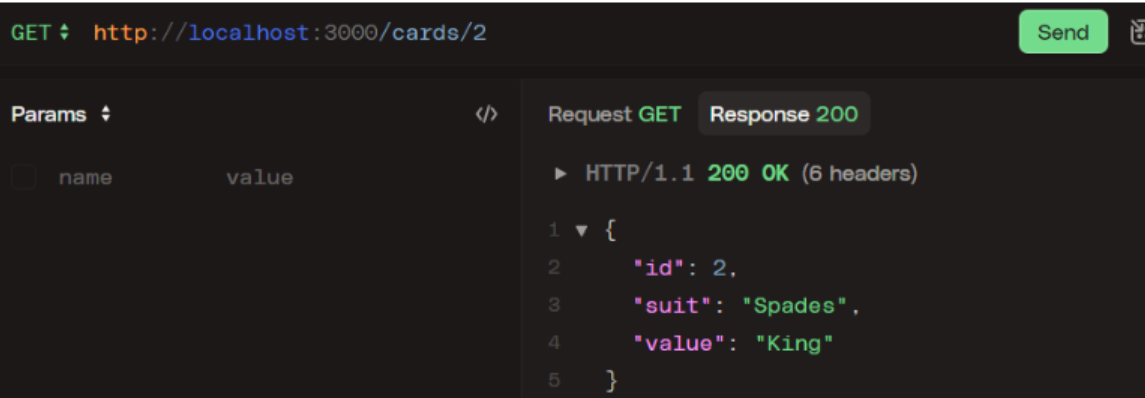 GET http://localhost:3000/cards/2 Send
Params </> Request GET Response 200
name value
HTTP/1.1 200 OK (6 headers)
1 {
2 "id": 2,
3 "suit": "Spades",
4 "value": "King"
5 }